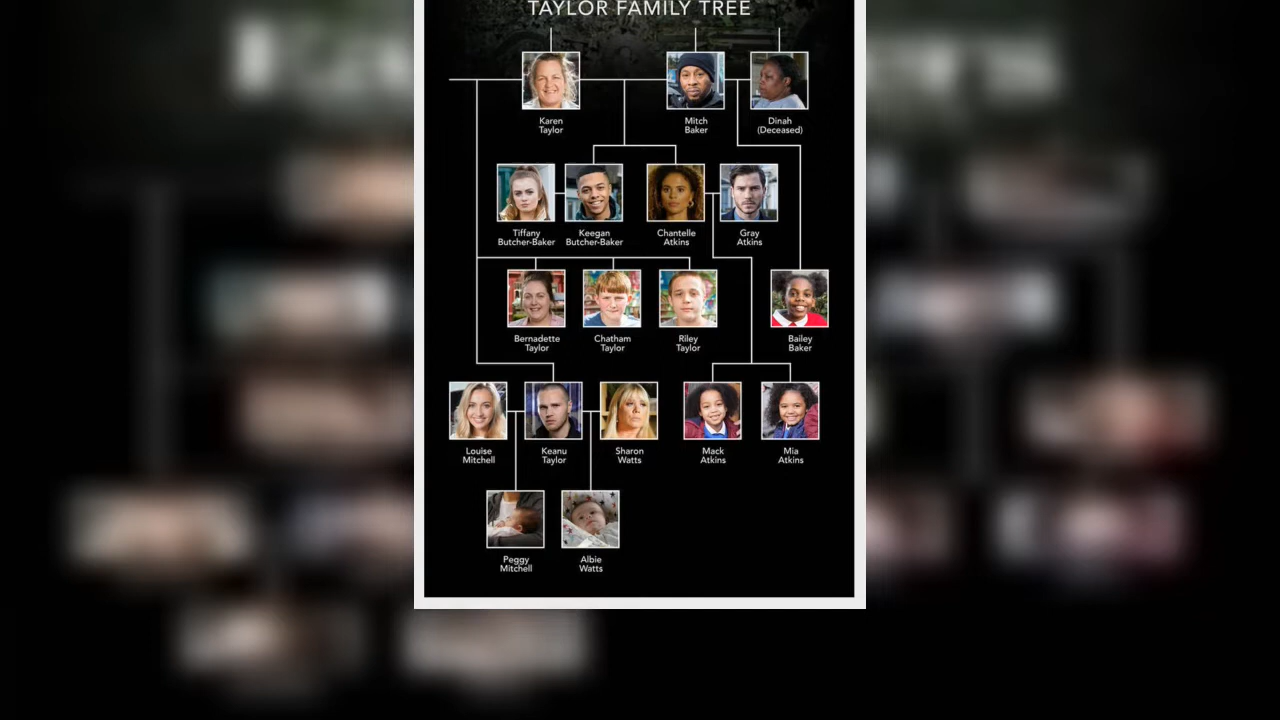 TAYLOR FAMILY TREE
Karen
Taylor
Mitch
Baker
Dinah
(Deceased)
Tiffany
Butcher-Baker
Keegan
Butcher-Baker
Chantelle
Atkins
Gray
Atkins
Bernadette
Taylor
Chatham
Taylor
Riley
Taylor
Bailey
Baker
Louise
Mitchell
Keanu
Taylor
Sharon
Watts
Mack
Atkins
Mia
Atkins
Peggy
Mitchell
Albie
Watts